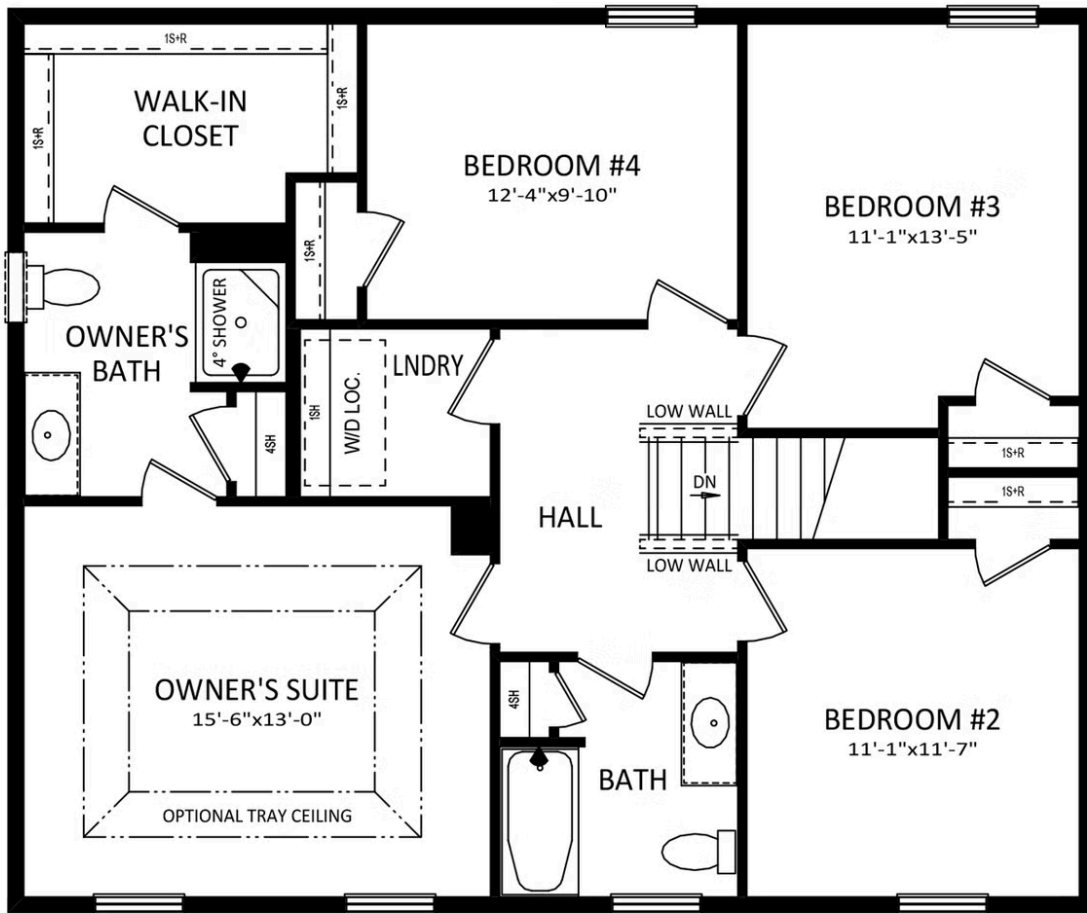 1S+R
WALK-IN
CLOSET
1S+R
1S+R
BEDROOM #4
12'-4"x9'-10"
BEDROOM #3
11'-1"x13'-5"
1S+R
4° SHOWER
OWNER'S
BATH
LNDRY
1SH
W/D LOC.
4SH
LOW WALL
DN
LOW WALL
HALL
1S+R
1S+R
OWNER'S SUITE
15'-6"x13'-0"
OPTIONAL TRAY CEILING
4SH
BATH
BEDROOM #2
11'-1"x11'-7"